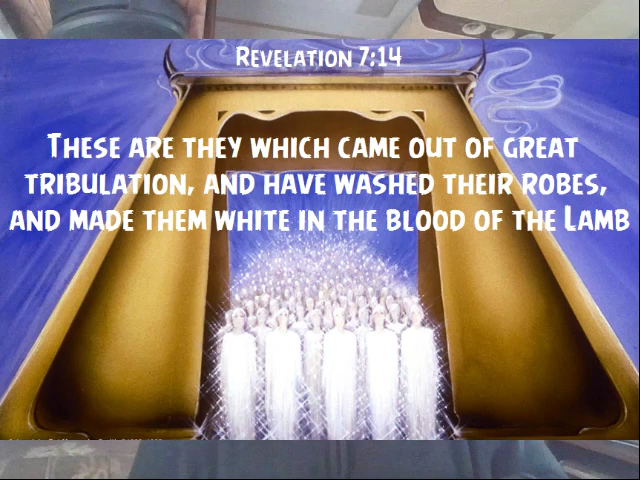 Revelation 7:14
These are they which came out of great
tribulation, and have washed their robes,
and made them white in the blood of the Lamb